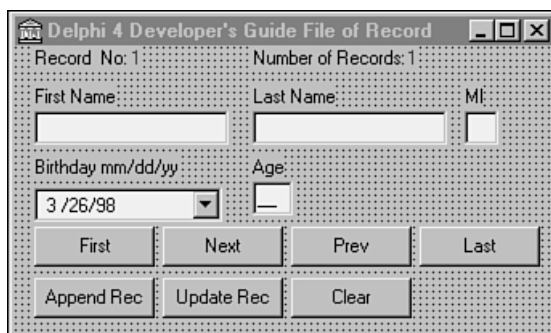 Delphi 4 Developer's Guide File of Record
Record No: 1 Number of Records: 1
First Name Last Name MI
Birthday mm/dd/yy Age
3 /26/98
First Next Prev Last
Append Rec Update Rec Clear